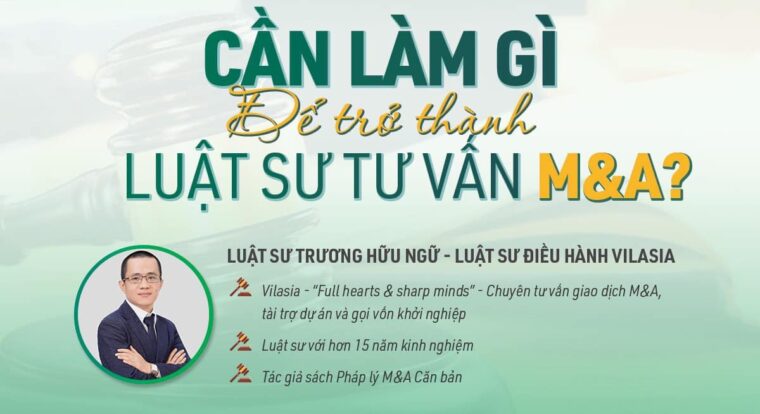 CẦN LÀM GÌ
Để trở thành
LUẬT SƯ TƯ VẤN M&A?
LUẬT SƯ TRƯƠNG HỮU NGỮ - LUẬT SƯ ĐIỀU HÀNH VILASIA
Vilasia - “Full hearts & sharp minds” - Chuyên tư vấn giao dịch M&A,
tài trợ dự án và gọi vốn khởi nghiệp
Luật sư với hơn 15 năm kinh nghiệm
Tác giả sách Pháp lý M&A Căn bản